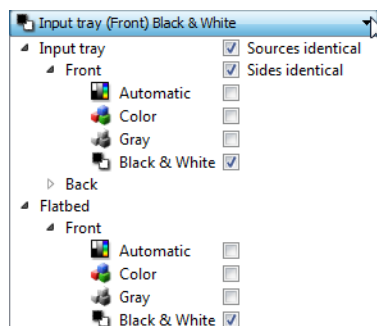 Input tray (Front) Black & White
Input tray Sources identical
Front Sides identical
Automatic
Color
Gray
Black & White
Back
Flatbed
Front
Automatic
Color
Gray
Black & White